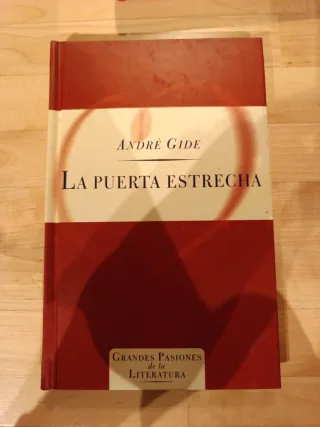 ANDRÉ GIDE
LA PUERTA ESTRECHA
GRANDES PASIONES
de la
LITERATURA